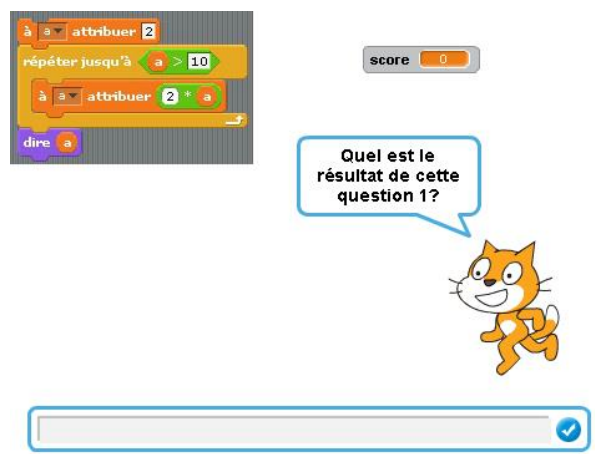 à a attribuer 2
répéter jusqu'à a > 10
à a attribuer 2 * a
dire a
score 0
Quel est le
résultat de cette
question 1?